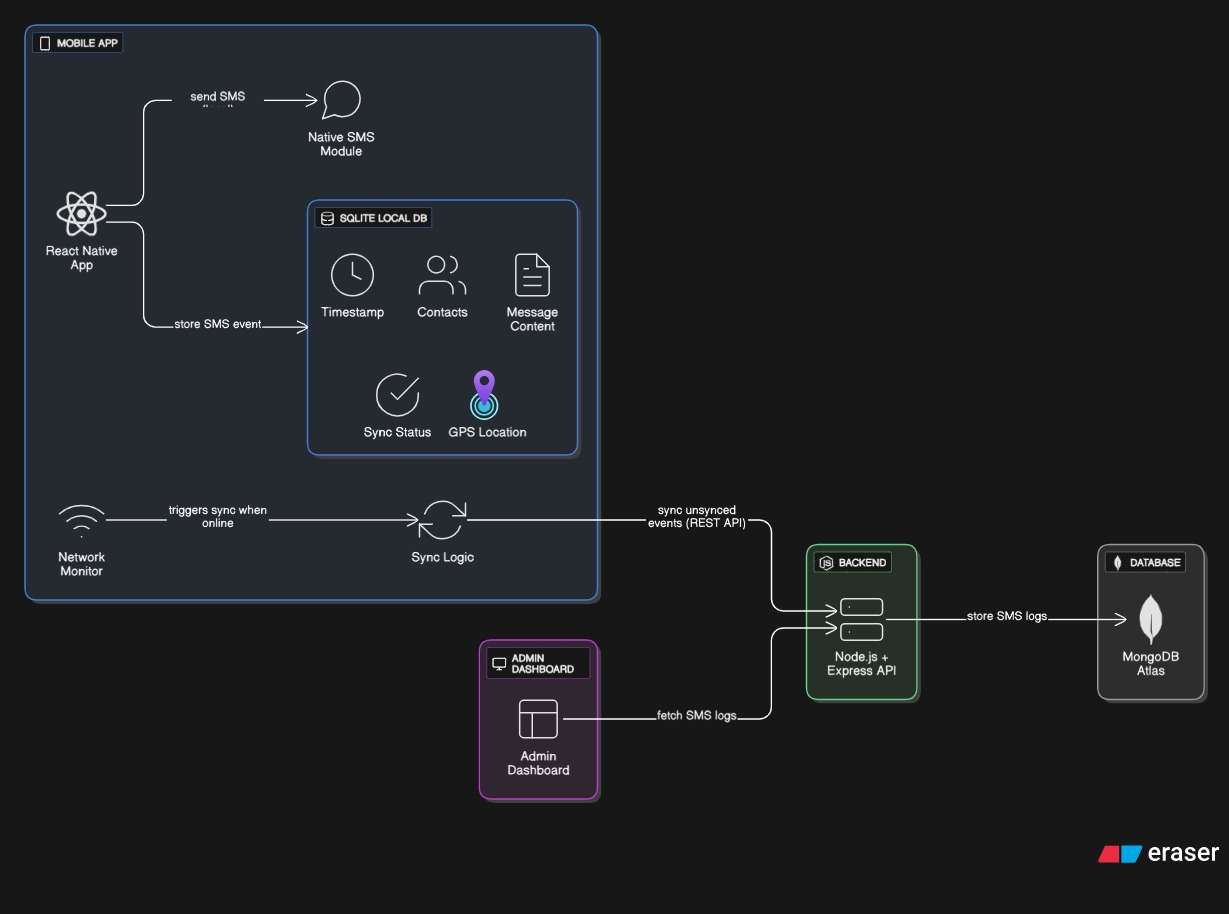 MOBILE APP
send SMS
Native SMS
Module
React Native
App
store SMS event
SQLITE LOCAL DB
Timestamp
Contacts
Message
Content
Sync Status
GPS Location
triggers sync when
online
Network
Monitor
Sync Logic
sync unsynced
events (REST API)
BACKEND
Node.js +
Express API
store SMS logs
DATABASE
MongoDB
Atlas
ADMIN
DASHBOARD
Admin
Dashboard
fetch SMS logs
eraser